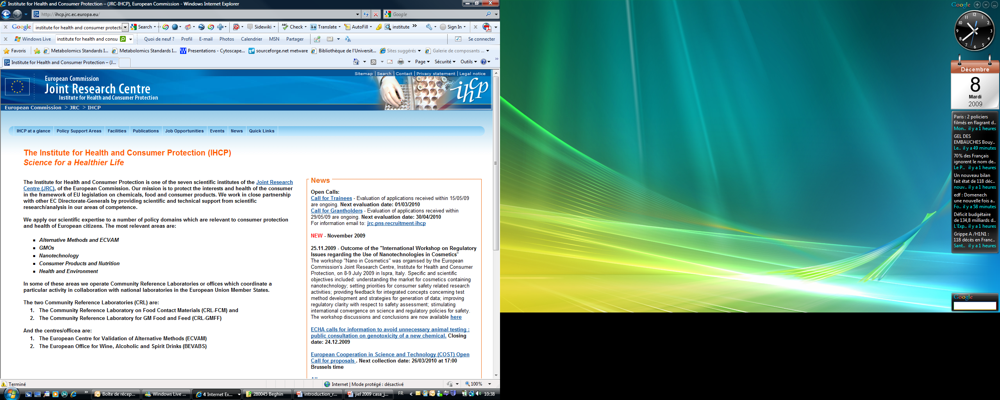 Institute for Health and Consumer Protection – (JRC-IHCP), European Commission - Windows Internet Explorer
http://ihcp.jrc.ec.europa.eu/
Google
Google institute for health and consumer protecti Search Sidewiki Check Translate AutoFill institute » Sign In
Windows Live institute for health and consu Quoi de neuf ? Profil E-mail Photos Calendrier MSN Partager Se connecter
Favoris Metabolomics Standards I... Metabolomics Standards I... Presentations - Cytoscape... sourceforge.net metware Bibliothèque de l'Universit... Sites suggérés Galerie de composants ...
Institute for Health and Consumer Protection – (J... Page Sécurité Outils »
Sitemap | Search | Contact | Privacy statement | Legal notice
European Commission
Joint Research Centre
Institute for Health and Consumer Protection
ihcp
European Commission > JRC > IHCP
IHCP at a glance Policy Support Areas Facilities Publications Job Opportunities Events News Quick Links
The Institute for Health and Consumer Protection (IHCP)
Science for a Healthier Life
The Institute for Health and Consumer Protection is one of the seven scientific institutes of the Joint Research
Centre (JRC), of the European Commission. Our mission is to protect the interests and health of the consumer
in the framework of EU legislation on chemicals, food and consumer products. We work in close partnership
with other EC Directorate-Generals by providing scientific and technical support from scientific
research/analysis in our areas of competence.
We apply our scientific expertise to a number of policy domains which are relevant to consumer protection
and health of European citizens. The most relevant areas are:
Alternative Methods and ECVAM
GMOs
Nanotechnology
Consumer Products and Nutrition
Health and Environment
In some of these areas we operate Community Reference Laboratories or offices which coordinate a
particular activity in collaboration with national laboratories in the European Union Member States.
The two Community Reference Laboratories (CRL) are:
1. The Community Reference Laboratory on Food Contact Materials (CRL-FCM) and
2. The Community Reference Laboratory for GM Food and Feed (CRL-GMFF)
And the centres/officea are:
1. The European Centre for Validation of Alternative Methods (ECVAM)
2. The European Office for Wine, Alcoholic and Spirit Drinks (BEVABS)
News
Open Calls:
Call for Trainees - Evaluation of applications received within 15/05/09
are ongoing. Next evaluation date: 01/03/2010
Call for Grantholders - Evaluation of applications received within
29/05/09 are ongoing. Next evaluation date: 30/04/2010
For information email to: jrc-pns-recruitment-ihcp
NEW - November 2009
25.11.2009 - Outcome of the "International Workshop on Regulatory
Issues regarding the Use of Nanotechnologies in Cosmetics"
The workshop "Nano in Cosmetics" was organised by the European
Commission's Joint Research Centre, Institute for Health and Consumer
Protection, on 8-9 July 2009 in Ispra, Italy. Specific and scientific
objectives included: understanding the market for cosmetics containing
nanotechnology; setting priorities for consumer safety related research
activities; providing feedback for integrated concepts concerning test
method development and strategies for generation of data; improving
regulatory clarity with respect to safety assessment; stimulating
international convergence on science and regulatory policies for safety.
The workshop discussions and conclusions are now available here
ECHA calls for information to avoid unnecessary animal testing :
public consultation on genotoxicity of a new chemical. Closing
date: 24.12.2009
European Cooperation in Science and Technology (COST) Open
Call for proposals . Next collection date: 26/03/2010 at 17:00
Brussels time
Terminé Internet | Mode protégé : désactivé 100%
» Boîte de récep... Windows Live ... 4 Internet Ex... 280045 Beghin introduction_r... jiel 2009 casa_j... FR < 10:38
Google
12 1 2 3 4 5 6 7 8 9 10 11
Décembre
8
Mardi
2009
Paris : 2 policiers
filmés en flagrant d..
Mon.. il y a 1 heures
GEL DES
EMBAUCHES Bouy..
Le.. il y a 49 minutes
70% des Français
ignorent le nom de..
Le P.. il y a 1 heures
Un nouveau bilan
fait état de 118 déc..
nouv.. il y a 1 heures
edf : Domenech
une nouvelle fois a..
Fo.. il y a 58 minutes
Déficit budgétaire
de 134,8 milliards d..
L'Exp.. il y a 1 heures
Grippe A /H1N1 :
118 décès en Franc..
Sant.. il y a 1 heures
Google